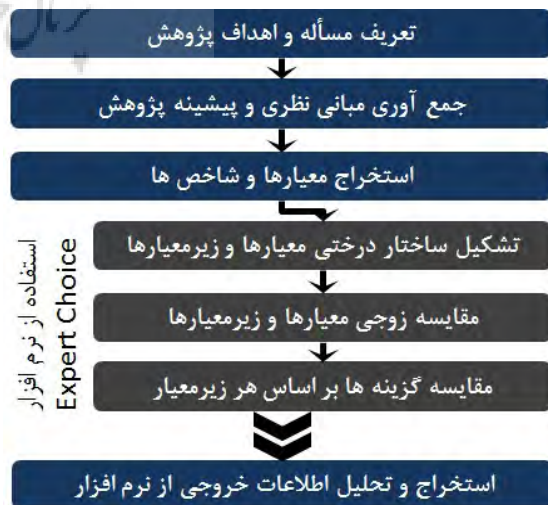 تعریف مسأله و اهداف پژوهش
جمع آوری مبانی نظری و پیشینه پژوهش
استخراج معیارها و شاخص ها
تشکیل ساختار درختی معیارها و زیرمعیارها
مقایسه زوجی معیارها و زیرمعیارها
مقایسه گزینه ها بر اساس هر زیرمعیار
استفاده از نرم افزار
Expert Choice
استخراج و تحلیل اطلاعات خروجی از نرم افزار